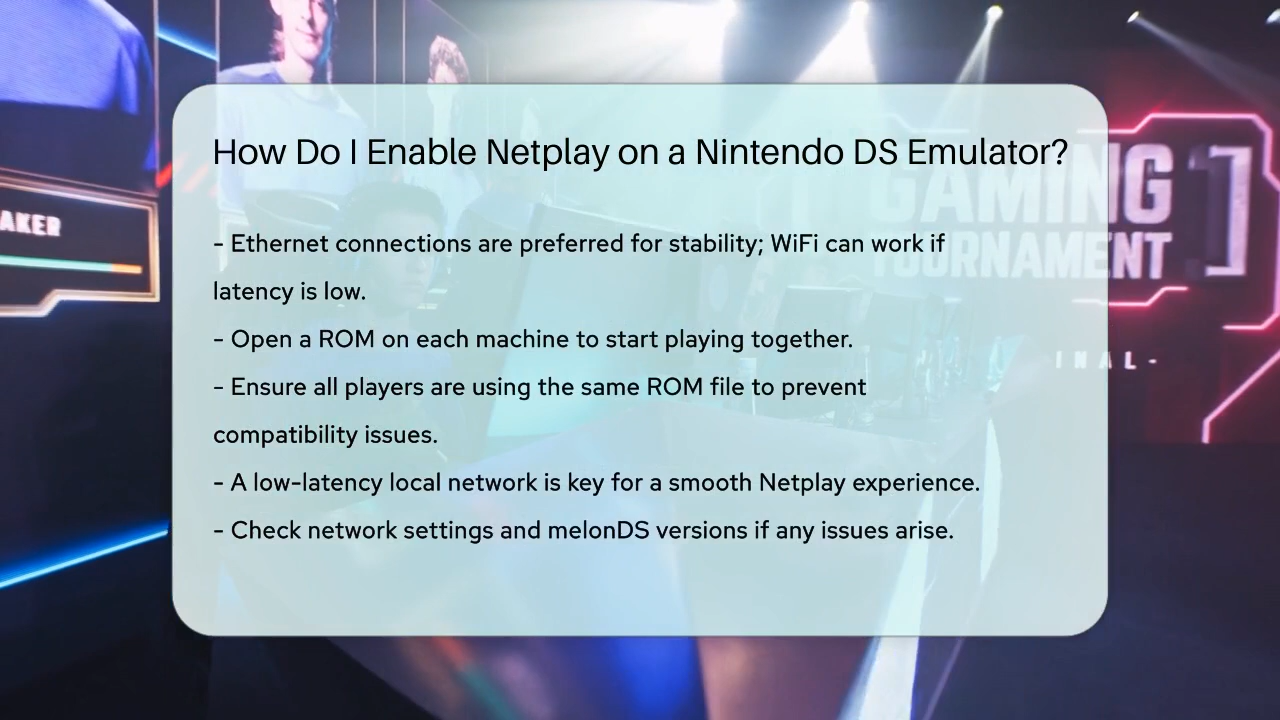 How Do I Enable Netplay on a Nintendo DS Emulator?
- Ethernet connections are preferred for stability; WiFi can work if
latency is low.
- Open a ROM on each machine to start playing together.
- Ensure all players are using the same ROM file to prevent
compatibility issues.
- A low-latency local network is key for a smooth Netplay experience.
- Check network settings and melonDS versions if any issues arise.
AKER
GAMING
TOURNAMENT
INAL-